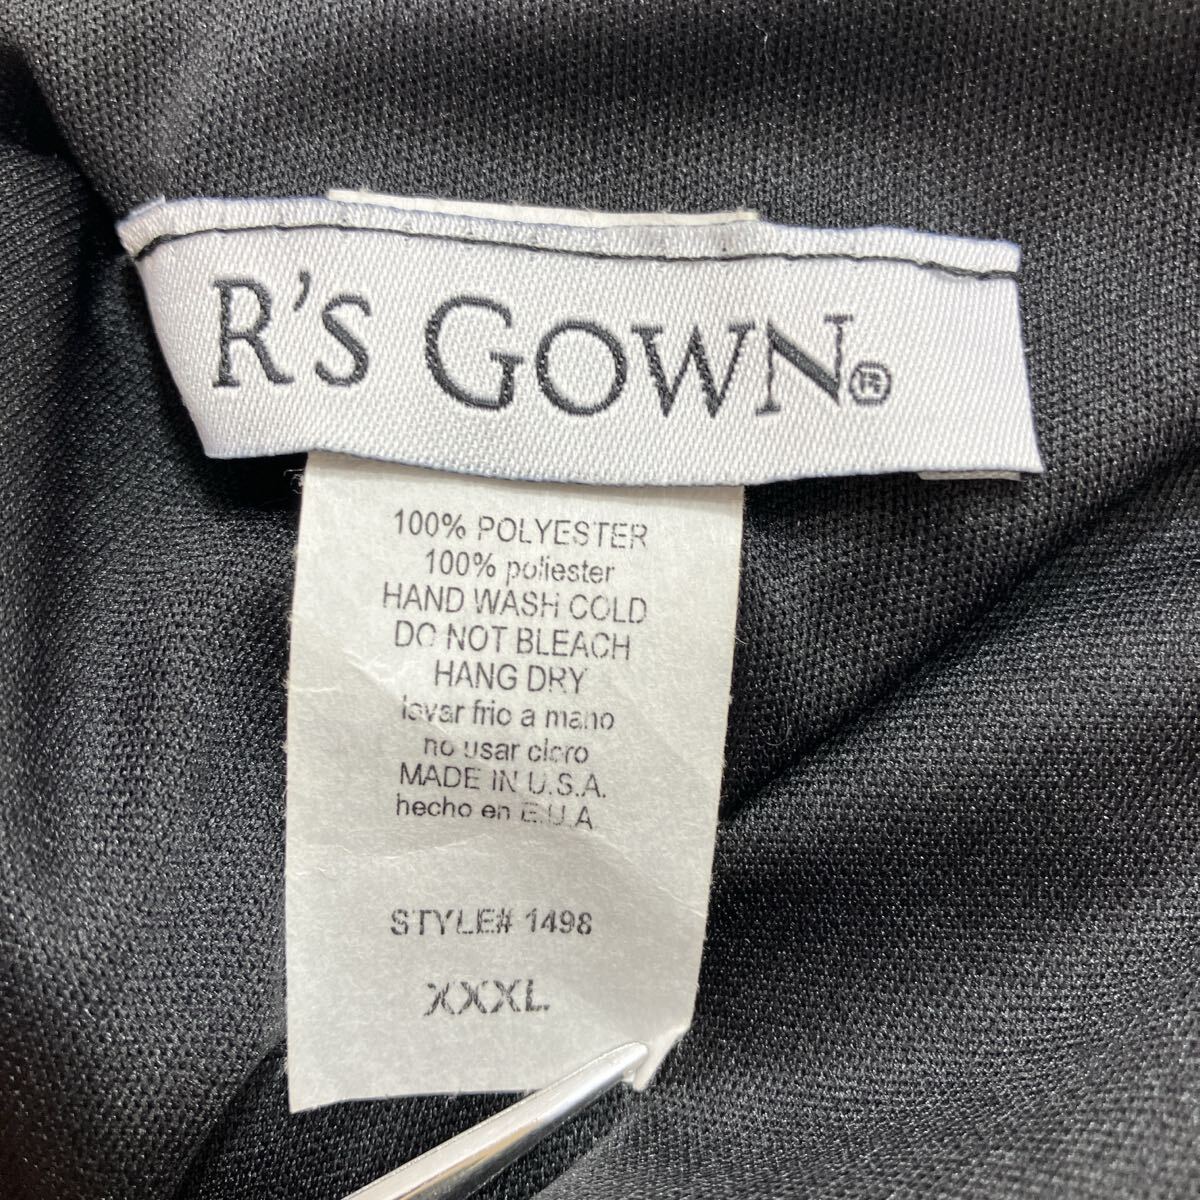 R's GOWN®
100% POLYESTER
100% poliester
HAND WASH COLD
DO NOT BLEACH
HANG DRY
lavar frio a mano
no usar cloro
MADE IN U.S.A.
hecho en E.U.A
STYLE# 1498
XXXL